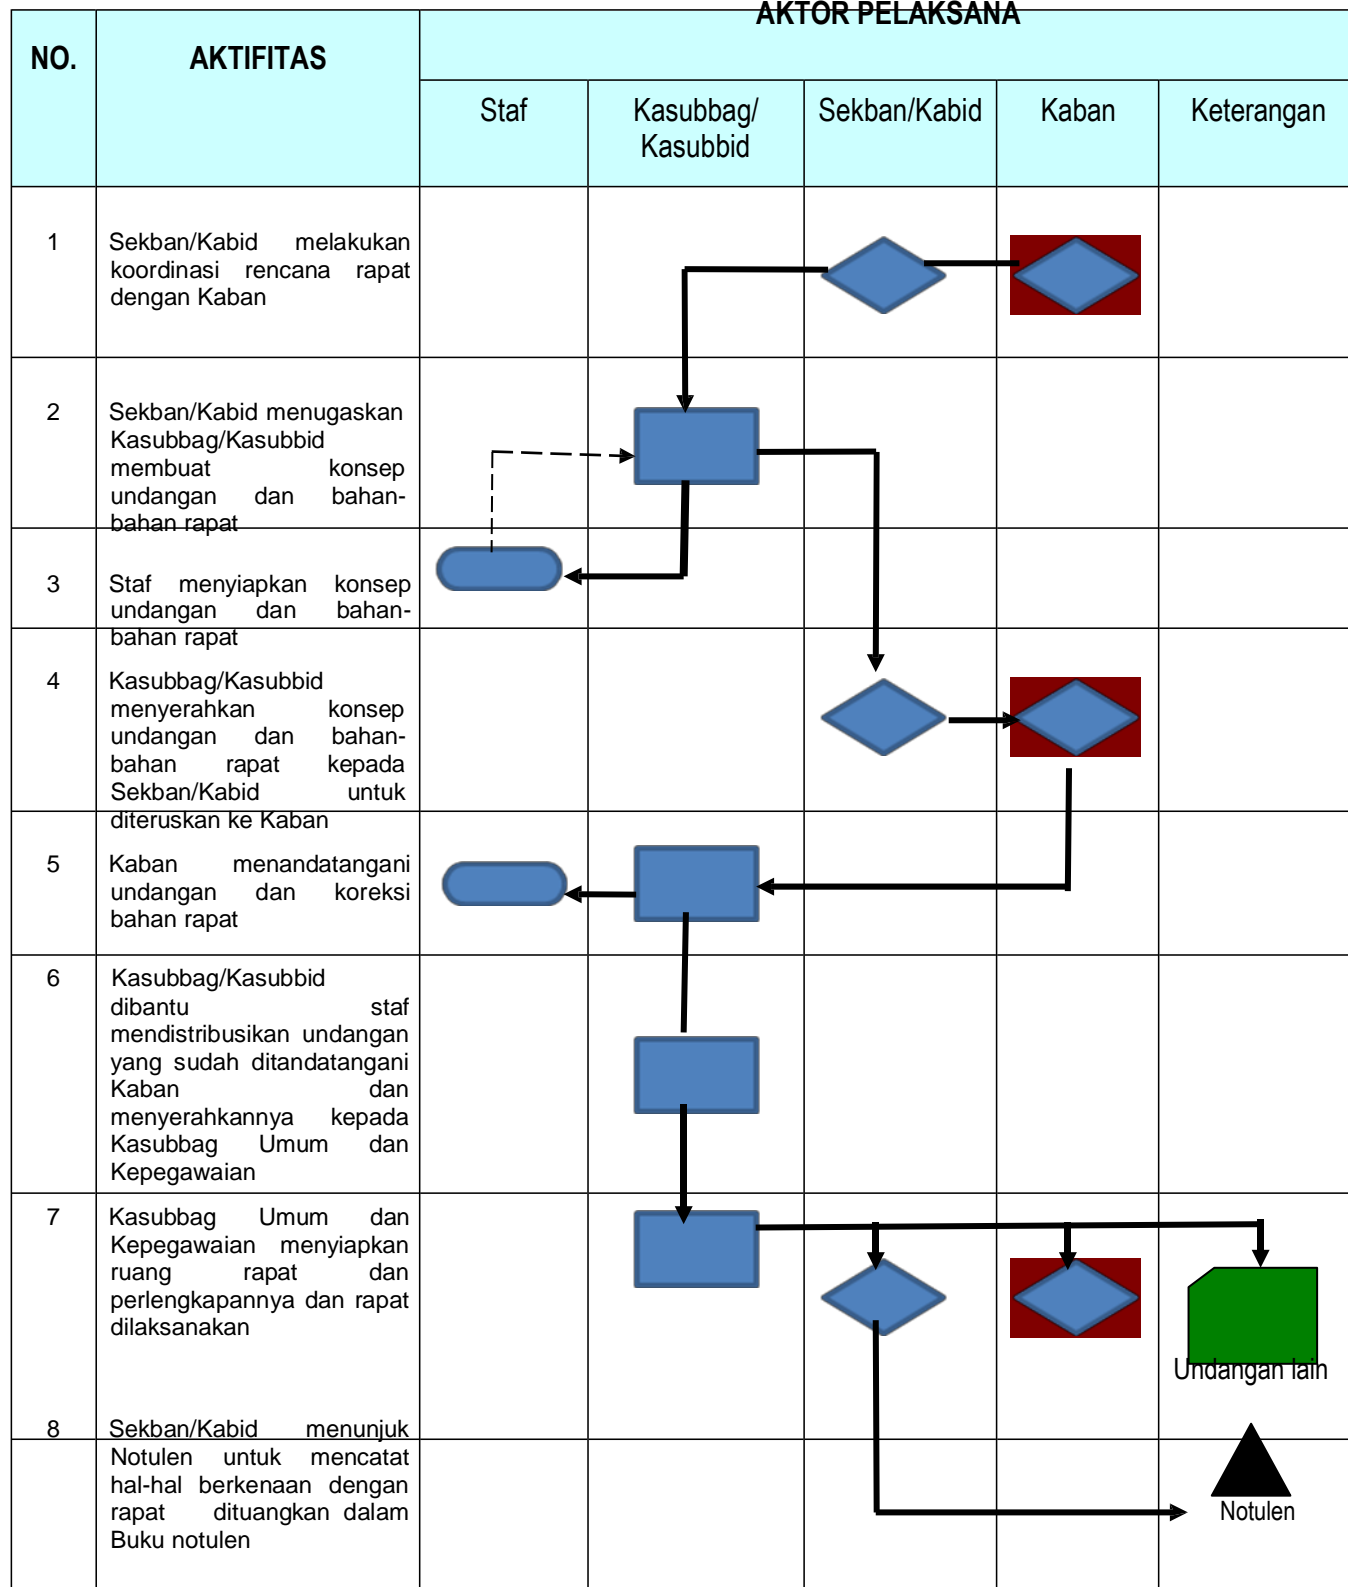 AKTOR PELAKSANA
NO.
AKTIFITAS
Staf
Kasubbag/
Kasubbid
Sekban/Kabid
Kaban
Keterangan
1
Sekban/Kabid melakukan
koordinasi rencana rapat
dengan Kaban
2
Sekban/Kabid menugaskan
Kasubbag/Kasubbid
membuat konsep
undangan dan bahan-
bahan rapat
3
Staf menyiapkan konsep
undangan dan bahan-
bahan rapat
4
Kasubbag/Kasubbid
menyerahkan konsep
undangan dan bahan-
bahan rapat kepada
Sekban/Kabid untuk
diteruskan ke Kaban
5
Kaban menandatangani
undangan dan koreksi
bahan rapat
6
Kasubbag/Kasubbid
dibantu staf
mendistribusikan undangan
yang sudah ditandatangani
Kaban dan
menyerahkannya kepada
Kasubbag Umum dan
Kepegawaian
7
Kasubbag Umum dan
Kepegawaian menyiapkan
ruang rapat dan
perlengkapannya dan rapat
dilaksanakan
Undangan lain
8
Sekban/Kabid menunjuk
Notulen untuk mencatat
hal-hal berkenaan dengan
rapat dituangkan dalam
Buku notulen
Notulen